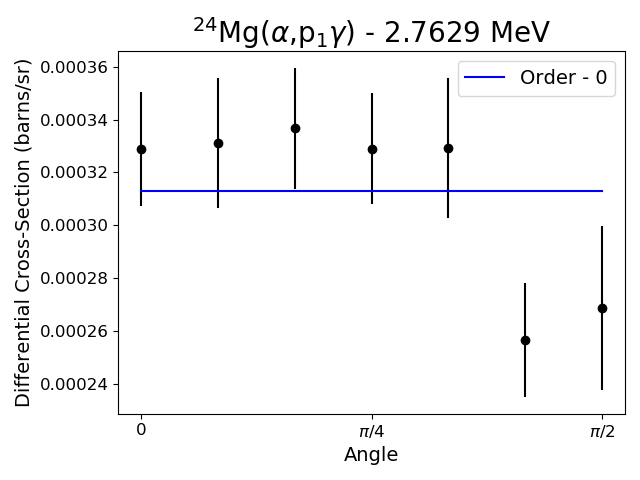 ²⁴Mg(α,p₁γ) - 2.7629 MeV
Differential Cross-Section (barns/sr)
0.00036
0.00034
0.00032
0.00030
0.00028
0.00026
0.00024
Order - 0
0
π/4
π/2
Angle